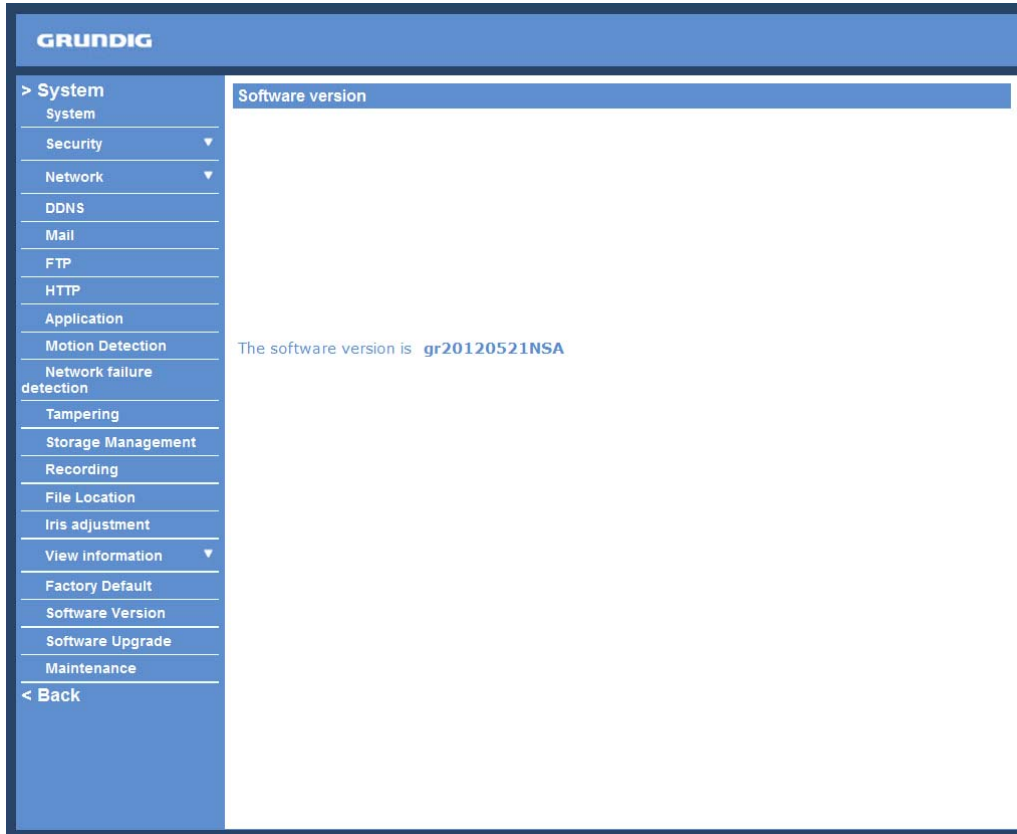 GRUNDIG
> System
System
Security
Network
DDNS
Mail
FTP
HTTP
Application
Motion Detection
Network failure
detection
Tampering
Storage Management
Recording
File Location
Iris adjustment
View information
Factory Default
Software Version
Software Upgrade
Maintenance
< Back
Software version
The software version is gr20120521NSA